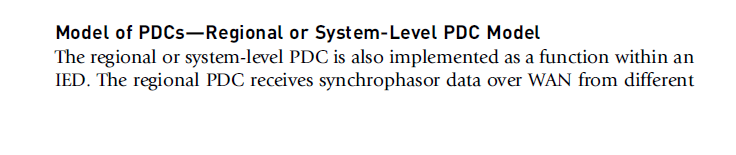 Model of PDCs—Regional or System-Level PDC Model
The regional or system-level PDC is also implemented as a function within an
IED. The regional PDC receives synchrophasor data over WAN from different